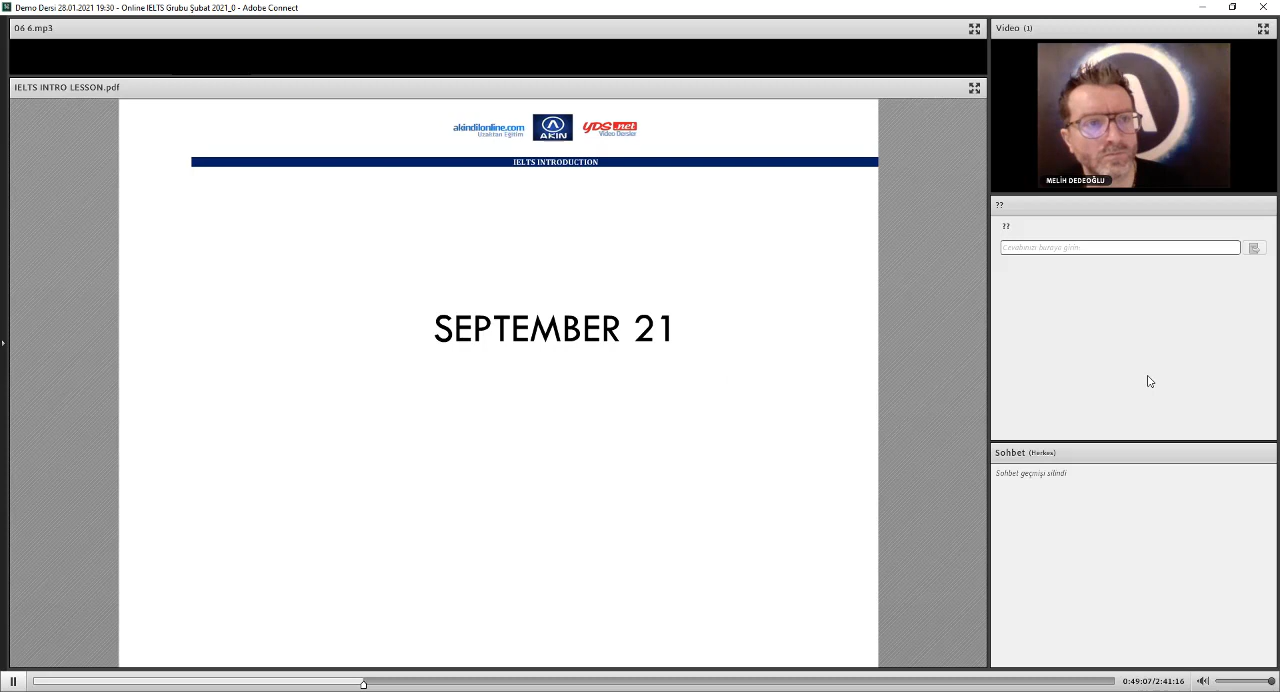 Demo Dersi 28.01.2021 19:30 - Online IELTS Grubu Şubat 2021_0 - Adobe Connect
06 6.mp3
IELTS INTRO LESSON.pdf
akindilonline.com
Uzaktan Eğitim
AKIN
YDS.net
Video Dersler
IELTS INTRODUCTION
SEPTEMBER 21
Video (1)
MELİH DEDEOĞLU
??
??
Cevabınızı buraya girin:
Sohbet (Herkes)
Sohbet geçmişi silindi
0:49:07/2:41:16